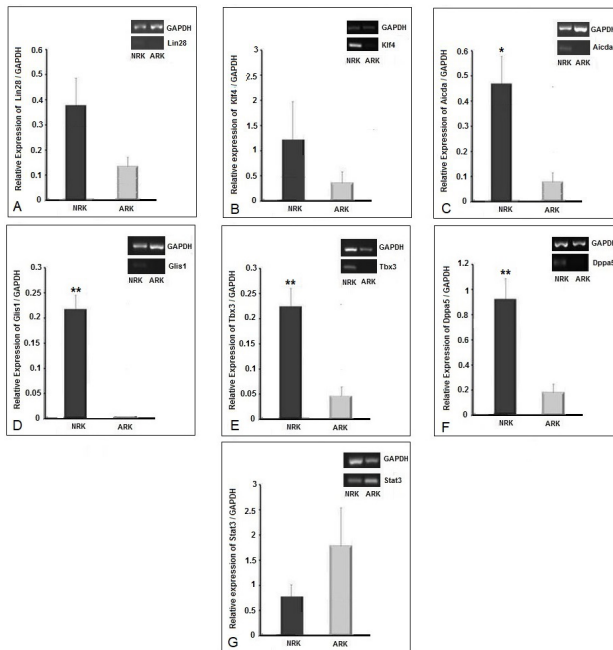 GAPDH
Lin28
NRK ARK
Relative Expression of Lin28 / GAPDH
0.6
0.5
0.4
0.3
0.2
0.1
0
NRK ARK
A
GAPDH
Klf4
NRK ARK
Relative expression of Klf4 / GAPDH
3
2.5
2
1.5
1
0.5
0
NRK ARK
B
GAPDH
Aicda
NRK ARK
Relative Expression of Aicda / GAPDH
0.6
0.5
0.4
0.3
0.2
0.1
0
*
NRK ARK
C
GAPDH
Glis1
NRK ARK
Relative Expression of Glis1 / GAPDH
0.3
0.25
0.2
0.15
0.1
0.05
0
**
NRK ARK
D
GAPDH
Tbx3
NRK ARK
Relative Expression of Tbx3 / GAPDH
0.3
0.25
0.2
0.15
0.1
0.05
0
**
NRK ARK
E
GAPDH
Dppa5
NRK ARK
Relative Expression of Dppa5 / GAPDH
1.2
1
0.8
0.6
0.4
0.2
0
**
NRK ARK
F
GAPDH
Stat3
NRK ARK
Relative expression of Stat3 / GAPDH
3
2.5
2
1.5
1
0.5
0
NRK ARK
G